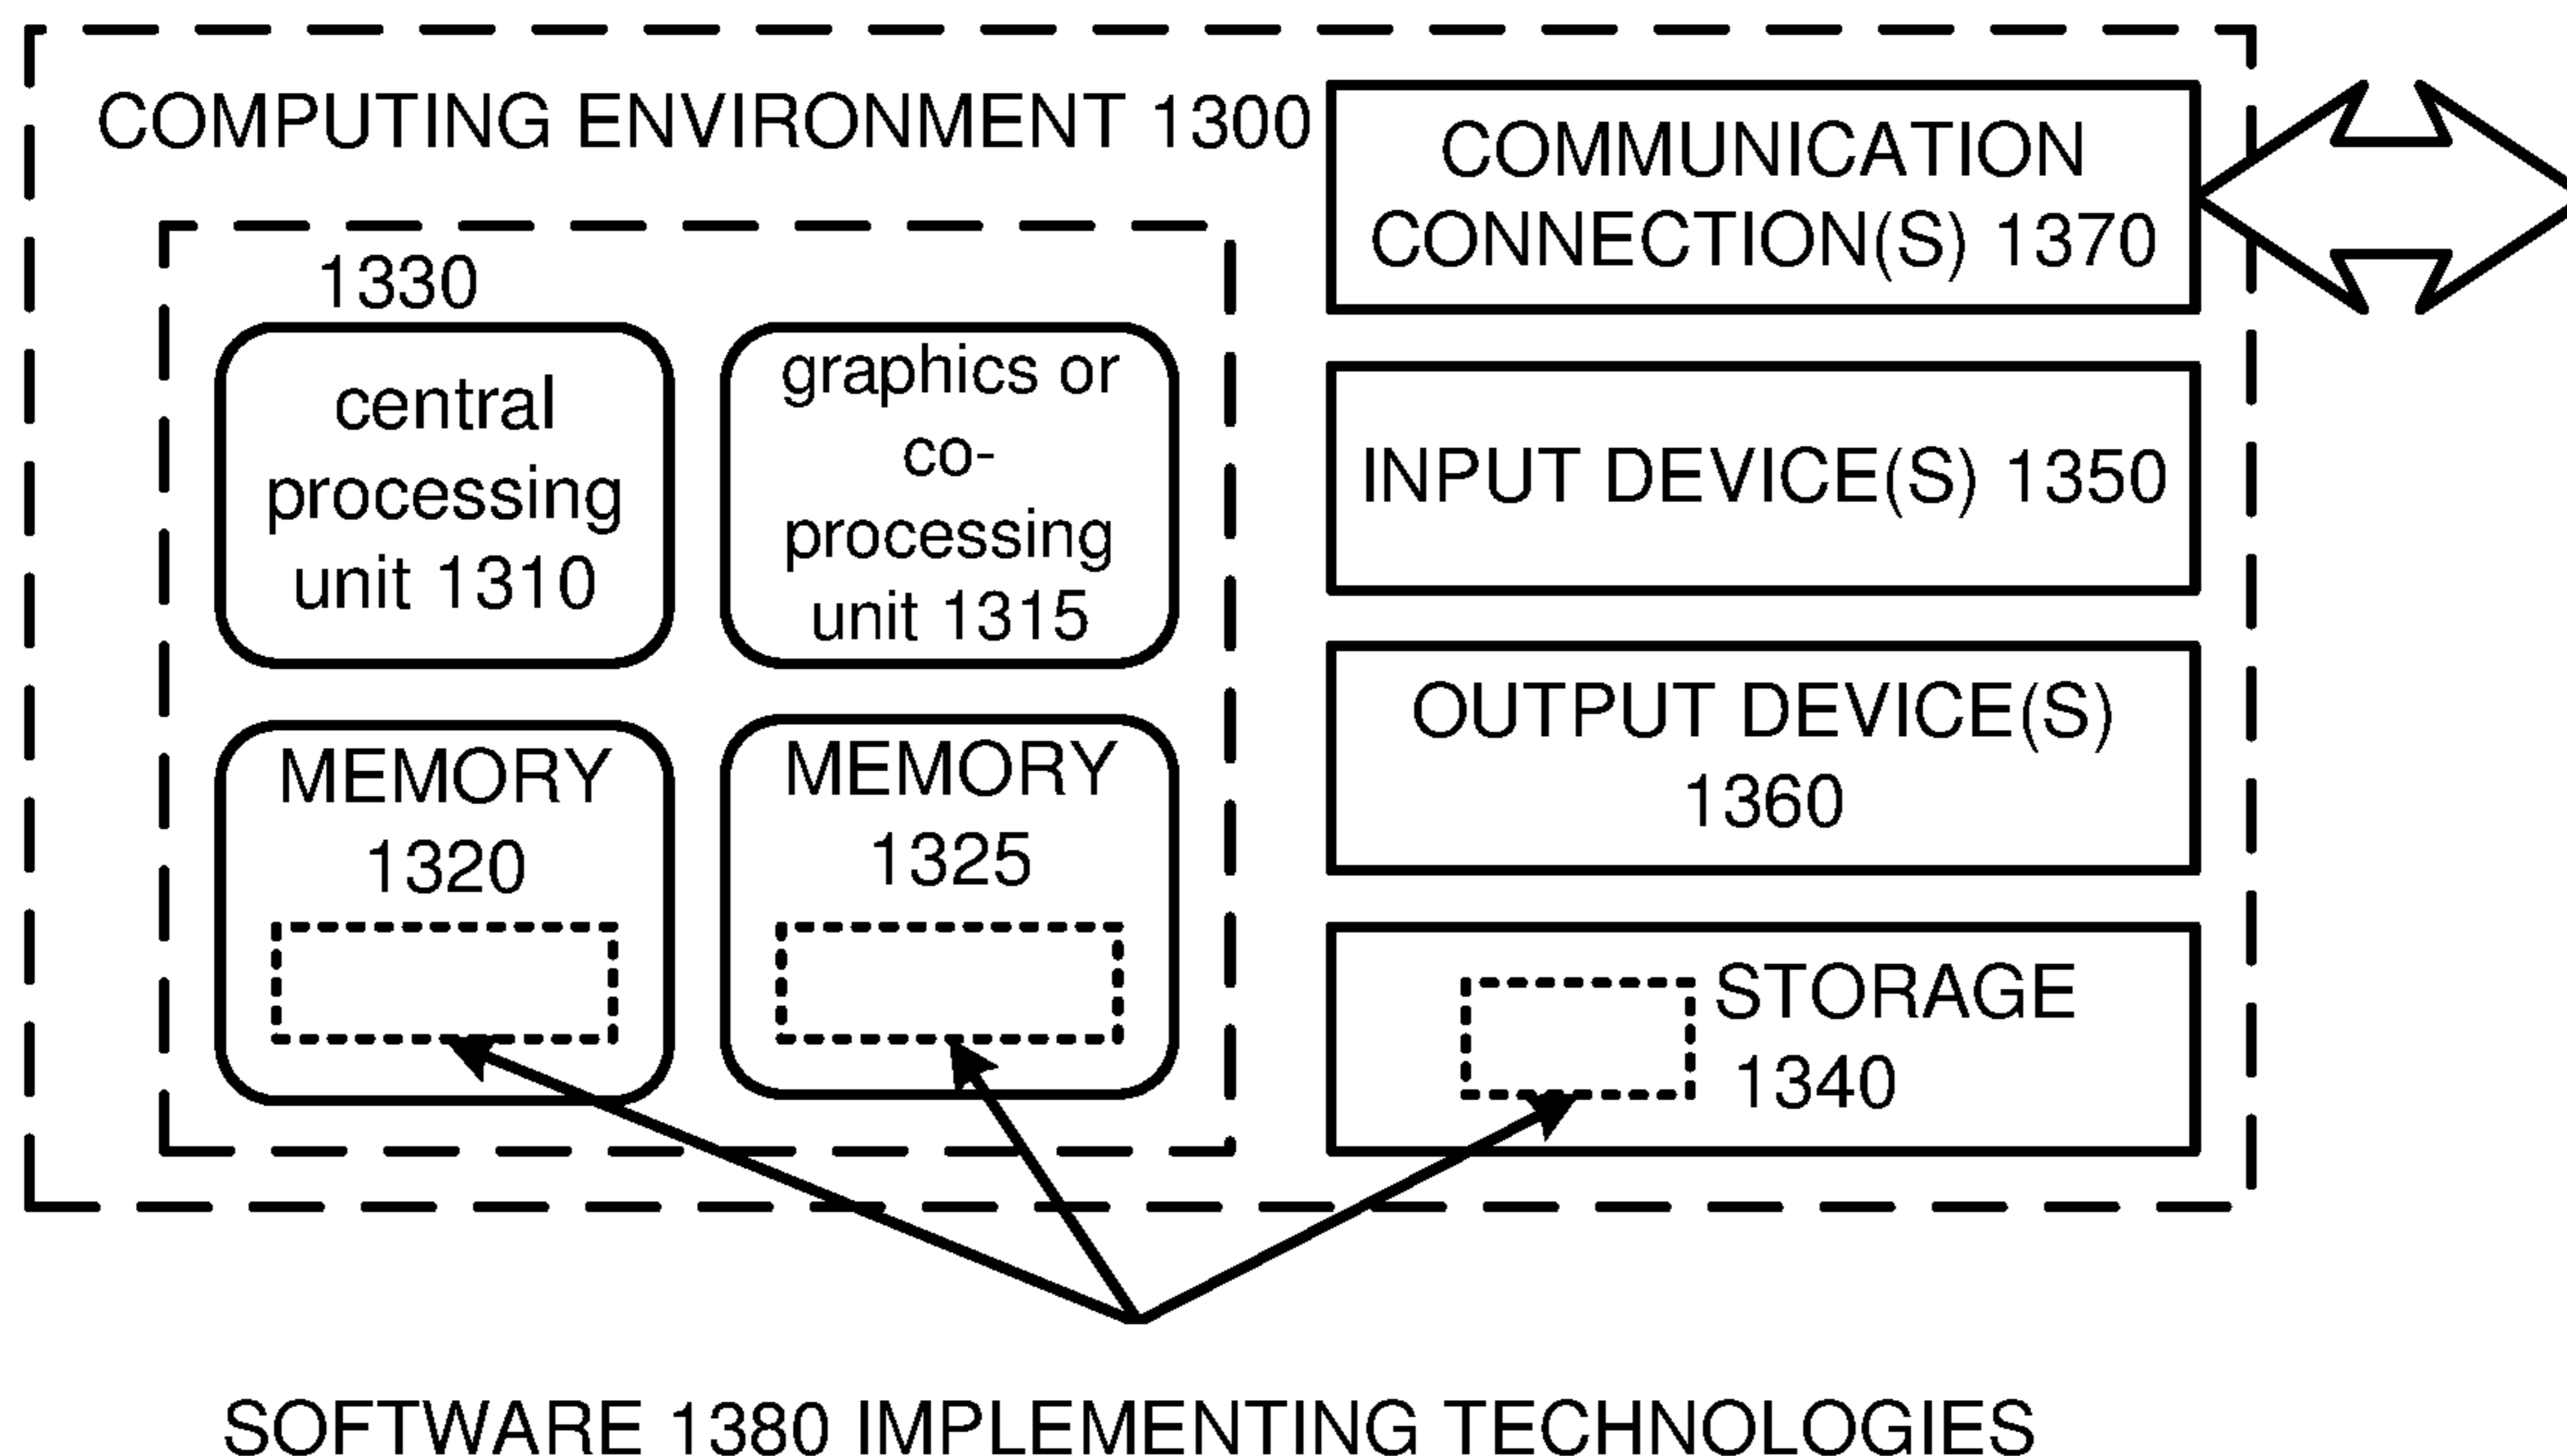 COMPUTING ENVIRONMENT 1300
COMMUNICATION
CONNECTION(S) 1370
1330
central
processing
unit 1310
graphics or
co-
processing
unit 1315
INPUT DEVICE(S) 1350
MEMORY
1320
MEMORY
1325
OUTPUT DEVICE(S)
1360
STORAGE
1340
SOFTWARE 1380 IMPLEMENTING TECHNOLOGIES